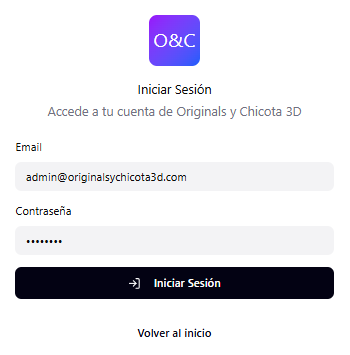 O&C
Iniciar Sesión
Accede a tu cuenta de Originals y Chicota 3D
Email
admin@originalsychicota3d.com
Contraseña
••••••••
Iniciar Sesión
Volver al inicio